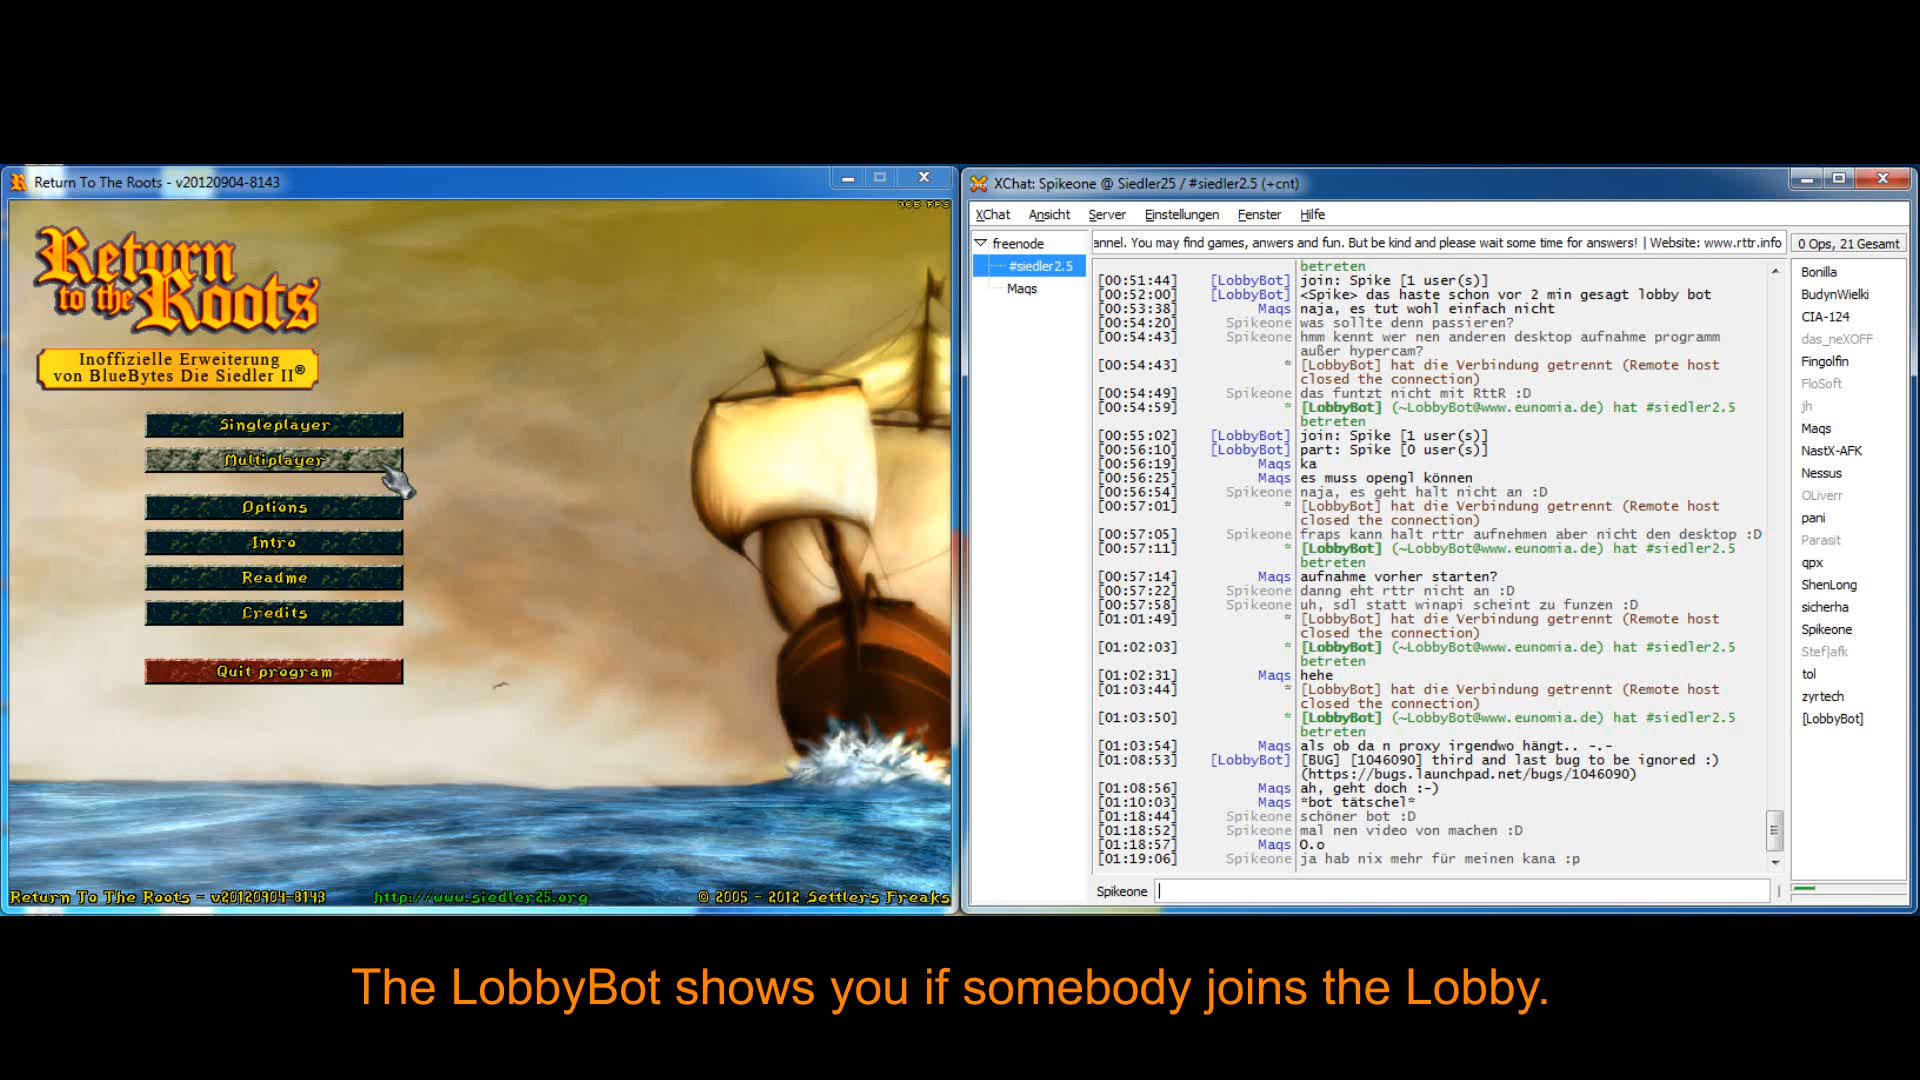 Return To The Roots - v20120904-8143
365 FPS
Return
to the Roots
Inoffizielle Erweiterung
von BlueBytes Die Siedler II®
Singleplayer
Multiplayer
Options
Intro
Readme
Credits
Quit program
Return To The Roots - v20120904-8143
http://www.siedler25.org
© 2005 - 2012 Settlers Freaks
XChat: Spikeone @ Siedler25 / #siedler2.5 (+cnt)
XChat Ansicht Server Einstellungen Fenster Hilfe
freenode
#siedler2.5
Maqs
annel. You may find games, anwers and fun. But be kind and please wait some time for answers! | Website: www.rttr.info
0 Ops, 21 Gesamt
betreten
[00:51:44] [LobbyBot] join: Spike [1 user(s)]
[00:52:00] [LobbyBot] <Spike> das haste schon vor 2 min gesagt lobby bot
[00:53:38] Maqs naja, es tut wohl einfach nicht
[00:54:20] Spikeone was sollte denn passieren?
[00:54:43] Spikeone hmm kennt wer nen anderen desktop aufnahme programm
außer hypercam?
[00:54:43] * [LobbyBot] hat die Verbindung getrennt (Remote host
closed the connection)
[00:54:49] Spikeone das funtzt nicht mit RttR :D
[00:54:59] * [LobbyBot] (~LobbyBot@www.eunomia.de) hat #siedler2.5
betreten
[00:55:02] [LobbyBot] join: Spike [1 user(s)]
[00:56:10] [LobbyBot] part: Spike [0 user(s)]
[00:56:19] Maqs ka
[00:56:25] Maqs es muss opengl können
[00:56:54] Spikeone naja, es geht halt nicht an :D
[00:57:01] * [LobbyBot] hat die Verbindung getrennt (Remote host
closed the connection)
[00:57:05] Spikeone fraps kann halt rttr aufnehmen aber nicht den desktop :D
[00:57:11] * [LobbyBot] (~LobbyBot@www.eunomia.de) hat #siedler2.5
betreten
[00:57:14] Maqs aufnahme vorher starten?
[00:57:22] Spikeone danng eht rttr nicht an :D
[00:57:58] Spikeone uh, sdl statt winapi scheint zu funzen :D
[01:01:49] * [LobbyBot] hat die Verbindung getrennt (Remote host
closed the connection)
[01:02:03] * [LobbyBot] (~LobbyBot@www.eunomia.de) hat #siedler2.5
betreten
[01:02:31] Maqs hehe
[01:03:44] * [LobbyBot] hat die Verbindung getrennt (Remote host
closed the connection)
[01:03:50] * [LobbyBot] (~LobbyBot@www.eunomia.de) hat #siedler2.5
betreten
[01:03:54] Maqs als ob da n proxy irgendwo hängt.. -.-
[01:08:53] [LobbyBot] [BUG] [1046090] third and last bug to be ignored :)
(https://bugs.launchpad.net/bugs/1046090)
[01:08:56] Maqs ah, geht doch :-)
[01:10:03] Maqs *bot tätschel*
[01:18:44] Spikeone schöner bot :D
[01:18:52] Spikeone mal nen video von machen :D
[01:18:57] Maqs O.o
[01:19:06] Spikeone ja hab nix mehr für meinen kana :p
Spikeone
Bonilla
BudynWielki
CIA-124
das_neXOFF
Fingolfin
FloSoft
jh
Maqs
NastX-AFK
Nessus
OLiverr
pani
Parasit
qpx
ShenLong
sicherha
Spikeone
Stef|afk
tol
zyrtech
[LobbyBot]
The LobbyBot shows you if somebody joins the Lobby.